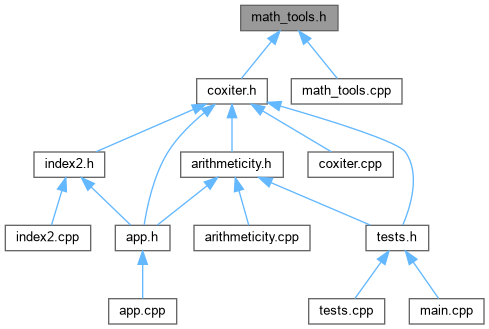 math_tools.h
coxiter.h
math_tools.cpp
index2.h
arithmeticity.h
coxiter.cpp
index2.cpp
app.h
arithmeticity.cpp
tests.h
app.cpp
tests.cpp
main.cpp